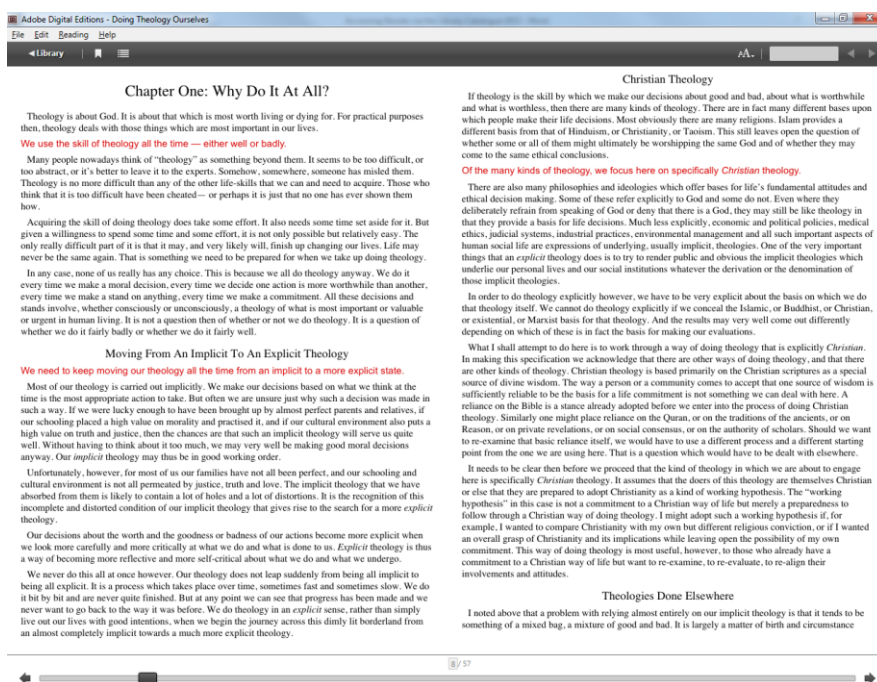 Adobe Digital Editions - Doing Theology Ourselves
File Edit Reading Help
◄Library
AA
Chapter One: Why Do It At All?
Theology is about God. It is about that which is most worth living or dying for. For practical purposes
then, theology deals with those things which are most important in our lives.
We use the skill of theology all the time — either well or badly.
Many people nowadays think of “theology” as something beyond them. It seems to be too difficult, or
too abstract, or it’s better to leave it to the experts. Somehow, somewhere, someone has misled them.
Theology is no more difficult than any of the other life-skills that we can and need to acquire. Those who
think that it is too difficult have been cheated— or perhaps it is just that no one has ever shown them
how.
Acquiring the skill of doing theology does take some effort. It also needs some time set aside for it. But
given a willingness to spend some time and some effort, it is not only possible but relatively easy. The
only really difficult part of it is that it may, and very likely will, finish up changing our lives. Life may
never be the same again. That is something we need to be prepared for when we take up doing theology.
In any case, none of us really has any choice. This is because we all do theology anyway. We do it
every time we make a moral decision, every time we decide one action is more worthwhile than another,
every time we make a stand on anything, every time we make a commitment. All these decisions and
stands involve, whether consciously or unconsciously, a theology of what is most important or valuable
or urgent in human living. It is not a question then of whether or not we do theology. It is a question of
whether we do it fairly badly or whether we do it fairly well.
Moving From An Implicit To An Explicit Theology
We need to keep moving our theology all the time from an implicit to a more explicit state.
Most of our theology is carried out implicitly. We make our decisions based on what we think at the
time is the most appropriate action to take. But often we are unsure just why such a decision was made in
such a way. If we were lucky enough to have been brought up by almost perfect parents and relatives, if
our schooling placed a high value on morality and practised it, and if our cultural environment also puts a
high value on truth and justice, then the chances are that such an implicit theology will serve us quite
well. Without having to think about it too much, we may very well be making good moral decisions
anyway. Our implicit theology may thus be in good working order.
Unfortunately, however, for most of us our families have not all been perfect, and our schooling and
cultural environment is not all permeated by justice, truth and love. The implicit theology that we have
absorbed from them is likely to contain a lot of holes and a lot of distortions. It is the recognition of this
incomplete and distorted condition of our implicit theology that gives rise to the search for a more explicit
theology.
Our decisions about the worth and the goodness or badness of our actions become more explicit when
we look more carefully and more critically at what we do and what is done to us. Explicit theology is thus
a way of becoming more reflective and more self-critical about what we do and what we undergo.
We never do this all at once however. Our theology does not leap suddenly from being all implicit to
being all explicit. It is a process which takes place over time, sometimes fast and sometimes slow. We do
it bit by bit and are never quite finished. But at any point we can see that progress has been made and we
never want to go back to the way it was before. We do theology in an explicit sense, rather than simply
live out our lives with good intentions, when we begin the journey across this dimly lit borderland from
an almost completely implicit towards a much more explicit theology.
Christian Theology
If theology is the skill by which we make our decisions about good and bad, about what is worthwhile
and what is worthless, then there are many kinds of theology. There are in fact many different bases upon
which people make their life decisions. Most obviously there are many religions. Islam provides a
different basis from that of Hinduism, or Christianity, or Taoism. This still leaves open the question of
whether some or all of them might ultimately be worshipping the same God and of whether they may
come to the same ethical conclusions.
Of the many kinds of theology, we focus here on specifically Christian theology.
There are also many philosophies and ideologies which offer bases for life’s fundamental attitudes and
ethical decision making. Some of these refer explicitly to God and some do not. Even where they
deliberately refrain from speaking of God or deny that there is a God, they may still be like theology in
that they provide a basis for life decisions. Much less explicitly, economic and political policies, medical
ethics, judicial systems, industrial practices, environmental management and all such important aspects of
human social life are expressions of underlying, usually implicit, theologies. One of the very important
things that an explicit theology does is to try to render public and obvious the implicit theologies which
underlie our personal lives and our social institutions whatever the derivation or the denomination of
those implicit theologies.
In order to do theology explicitly however, we have to be very explicit about the basis on which we do
that theology itself. We cannot do theology explicitly if we conceal the Islamic, or Buddhist, or Christian,
or existential, or Marxist basis for that theology. And the results may very well come out differently
depending on which of these is in fact the basis for making our evaluations.
What I shall attempt to do here is to work through a way of doing theology that is explicitly Christian.
In making this specification we acknowledge that there are other ways of doing theology, and that there
are other kinds of theology. Christian theology is based primarily on the Christian scriptures as a special
source of divine wisdom. The way a person or a community comes to accept that one source of wisdom is
sufficiently reliable to be the basis for a life commitment is not something we can deal with here. A
reliance on the Bible is a stance already adopted before we enter into the process of doing Christian
theology. Similarly one might place reliance on the Quran, or on the traditions of the ancients, or on
Reason, or on private revelations, or on social consensus, or on the authority of scholars. Should we want
to re-examine that basic reliance itself, we would have to use a different process and a different starting
point from the one we are using here. That is a question which would have to be dealt with elsewhere.
It needs to be clear then before we proceed that the kind of theology in which we are about to engage
here is specifically Christian theology. It assumes that the doers of this theology are themselves Christian
or else that they are prepared to adopt Christianity as a kind of working hypothesis. The “working
hypothesis” in this case is not a commitment to a Christian way of life but merely a preparedness to
follow through a Christian way of doing theology. I might adopt such a working hypothesis if, for
example, I wanted to compare Christianity with my own but different religious conviction, or if I wanted
an overall grasp of Christianity and its implications while leaving open the possibility of my own
commitment. This way of doing theology is most useful, however, to those who already have a
commitment to a Christian way of life but want to re-examine, to re-evaluate, to re-align their
involvements and attitudes.
Theologies Done Elsewhere
I noted above that a problem with relying almost entirely on our implicit theology is that it tends to be
something of a mixed bag, a mixture of good and bad. It is largely a matter of birth and circumstance
8 / 57